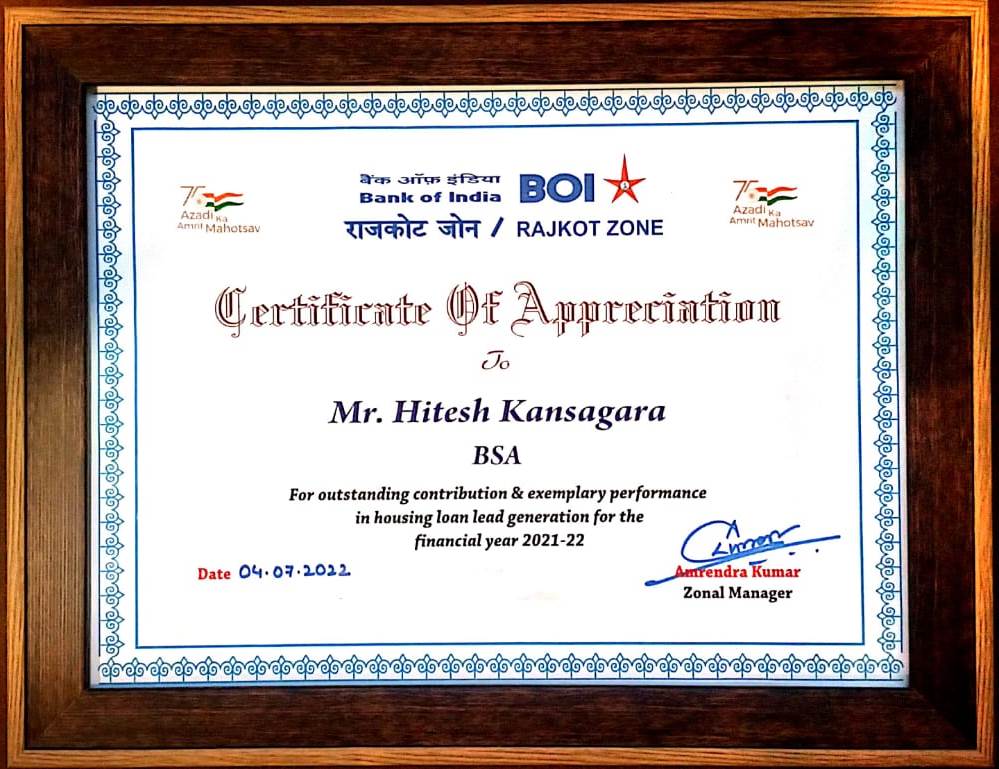 बैंक ऑफ़ इंडिया
Bank of India
BOI
राजकोट जोन / RAJKOT ZONE
75
Azadi Ka
Amrit Mahotsav
75
Azadi Ka
Amrit Mahotsav
Certificate Of Appreciation
To
Mr. Hitesh Kansagara
BSA
For outstanding contribution & exemplary performance
in housing loan lead generation for the
financial year 2021-22
Date 04.07.2022
Amrendra Kumar
Zonal Manager